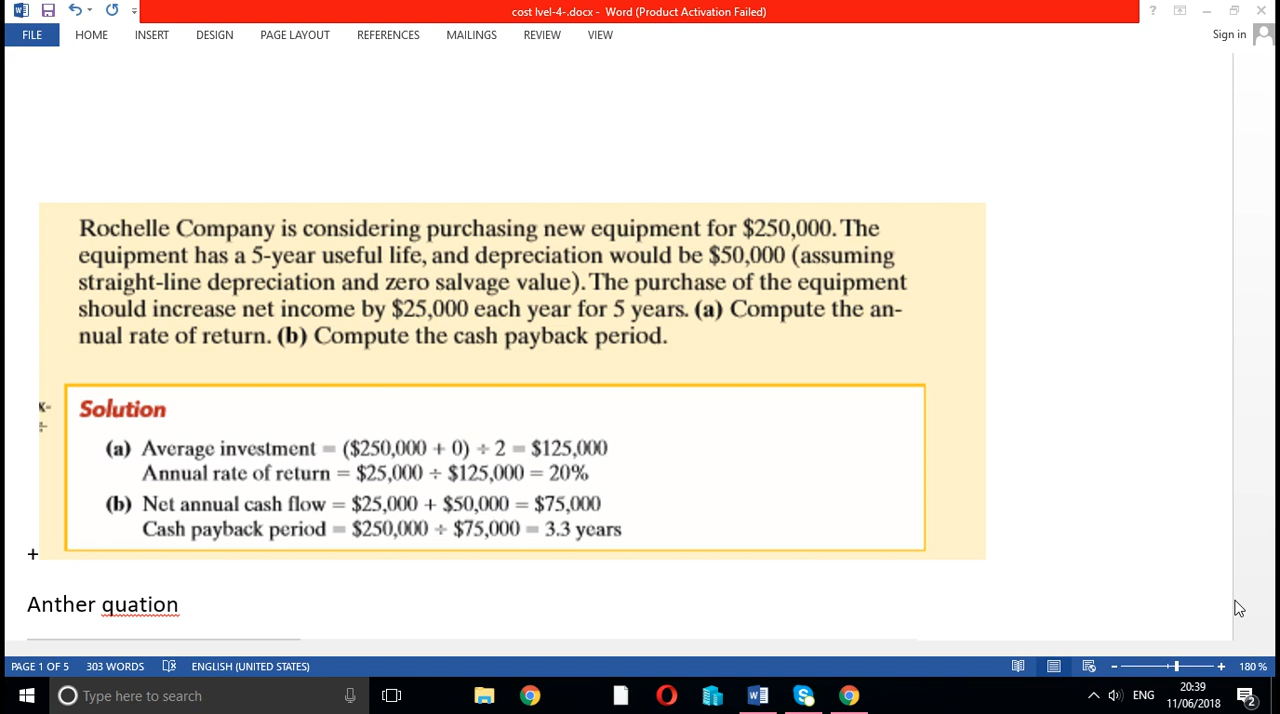 cost lvel-4-.docx - Word (Product Activation Failed)
FILE HOME INSERT DESIGN PAGE LAYOUT REFERENCES MAILINGS REVIEW VIEW Sign in
Rochelle Company is considering purchasing new equipment for $250,000. The
equipment has a 5-year useful life, and depreciation would be $50,000 (assuming
straight-line depreciation and zero salvage value). The purchase of the equipment
should increase net income by $25,000 each year for 5 years. (a) Compute the an-
nual rate of return. (b) Compute the cash payback period.
x-
÷
Solution
(a) Average investment = ($250,000 + 0) ÷ 2 = $125,000
Annual rate of return = $25,000 ÷ $125,000 = 20%
(b) Net annual cash flow = $25,000 + $50,000 = $75,000
Cash payback period = $250,000 ÷ $75,000 = 3.3 years
+
Anther quation
PAGE 1 OF 5 303 WORDS ENGLISH (UNITED STATES) 180 %
Type here to search ENG 20:39
11/06/2018 2